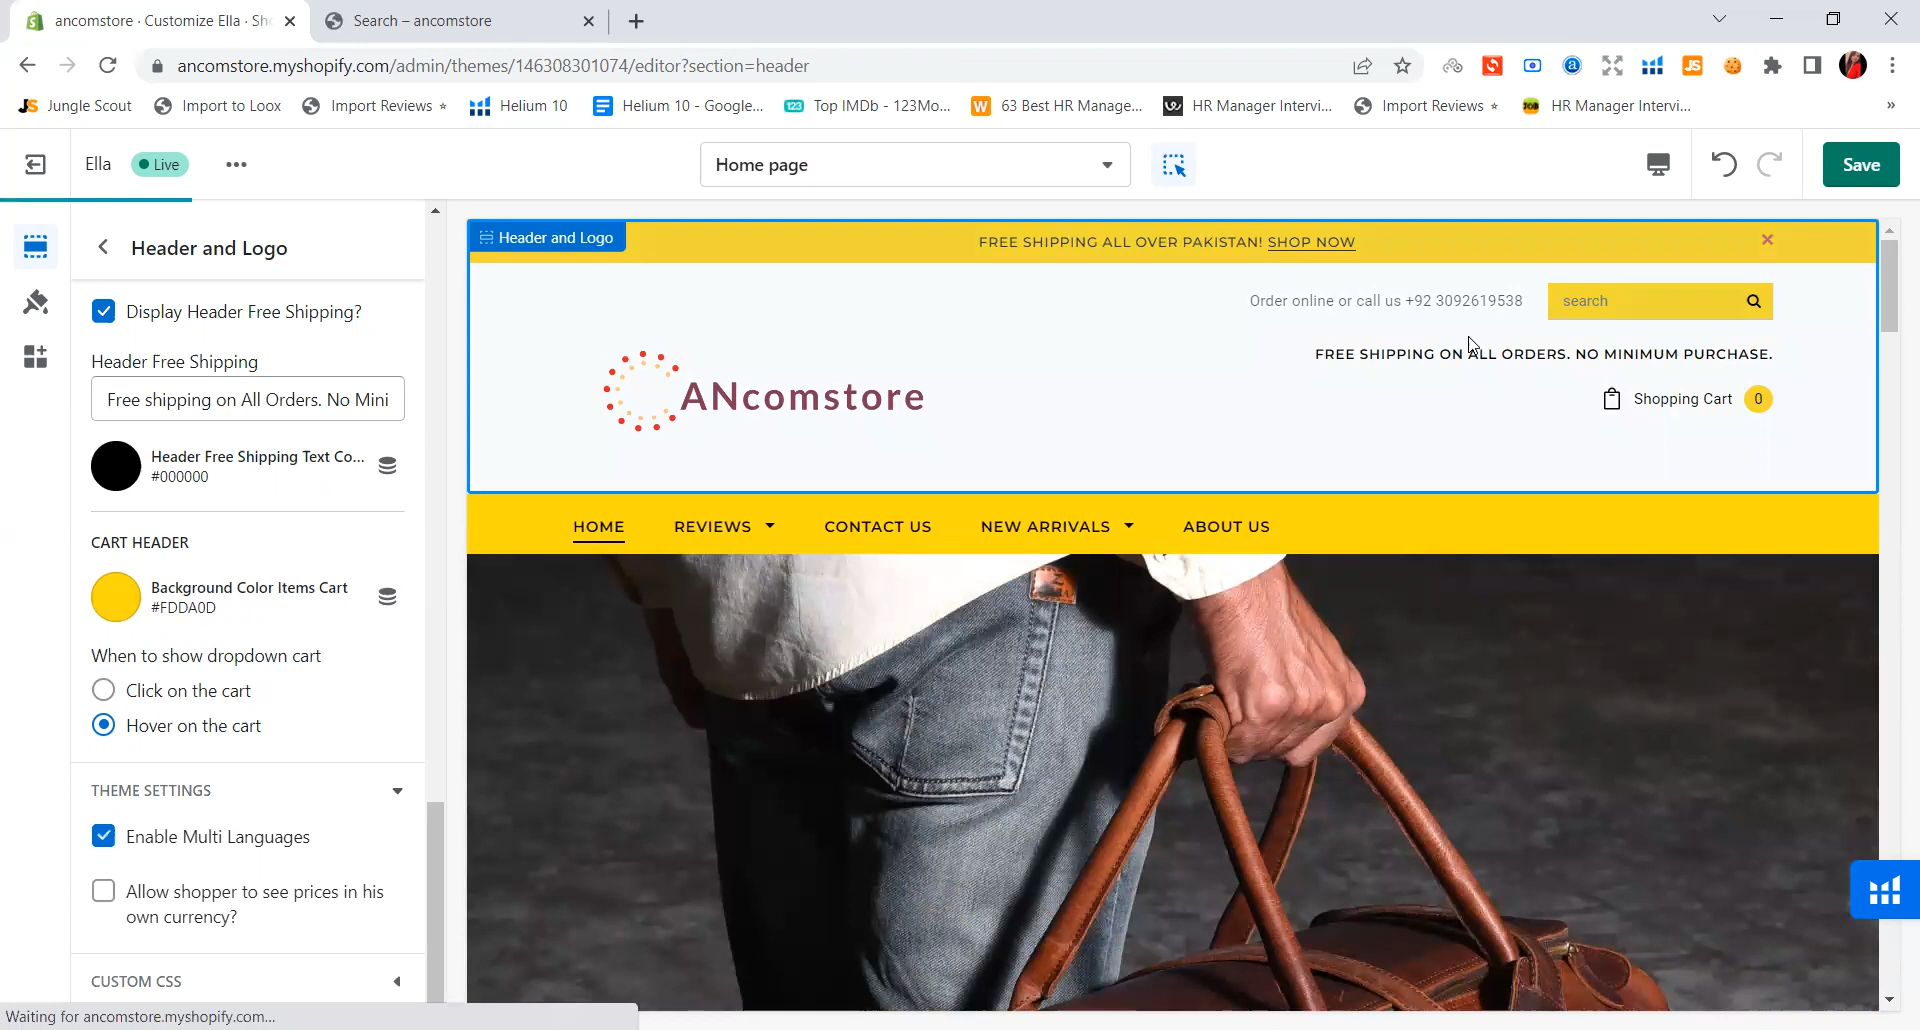 ancomstore · Customize Ella · Sh
Search – ancomstore
ancomstore.myshopify.com/admin/themes/146308301074/editor?section=header
JS Jungle Scout
Import to Loox
Import Reviews
Helium 10
Helium 10 - Google...
123 Top IMDb - 123Mo...
W 63 Best HR Manage...
HR Manager Intervi...
Import Reviews
JOB HR Manager Intervi...
Ella
Live
Home page
Save
Header and Logo
Display Header Free Shipping?
Header Free Shipping
Free shipping on All Orders. No Mini
Header Free Shipping Text Co...
#000000
CART HEADER
Background Color Items Cart
#FDDA0D
When to show dropdown cart
Click on the cart
Hover on the cart
THEME SETTINGS
Enable Multi Languages
Allow shopper to see prices in his
own currency?
CUSTOM CSS
Waiting for ancomstore.myshopify.com...
Header and Logo
FREE SHIPPING ALL OVER PAKISTAN! SHOP NOW
Order online or call us +92 3092619538
search
FREE SHIPPING ON ALL ORDERS. NO MINIMUM PURCHASE.
ANcomstore
Shopping Cart 0
HOME
REVIEWS
CONTACT US
NEW ARRIVALS
ABOUT US